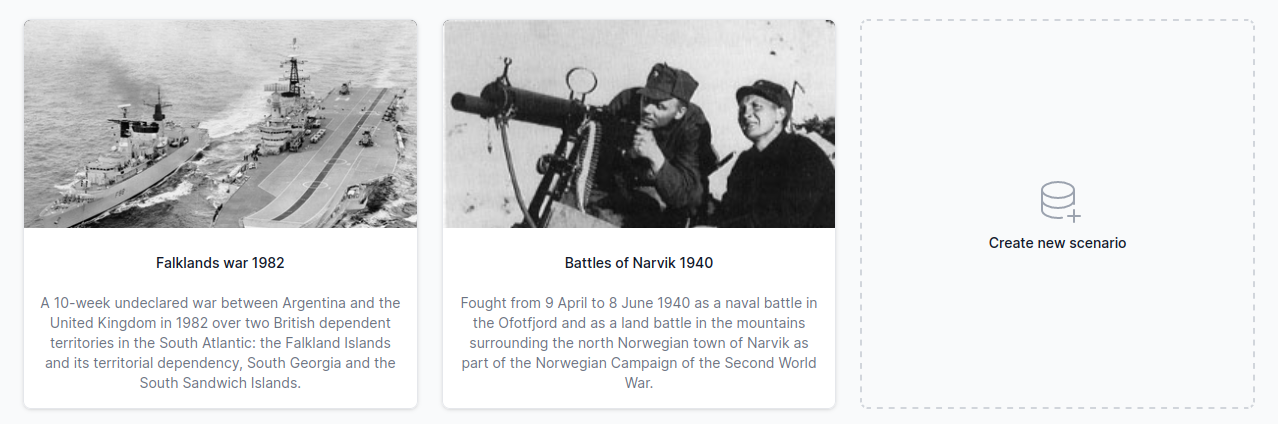 Falklands war 1982
A 10-week undeclared war between Argentina and the
United Kingdom in 1982 over two British dependent
territories in the South Atlantic: the Falkland Islands
and its territorial dependency, South Georgia and the
South Sandwich Islands.
Battles of Narvik 1940
Fought from 9 April to 8 June 1940 as a naval battle in
the Ofotfjord and as a land battle in the mountains
surrounding the north Norwegian town of Narvik as
part of the Norwegian Campaign of the Second World
War.
Create new scenario